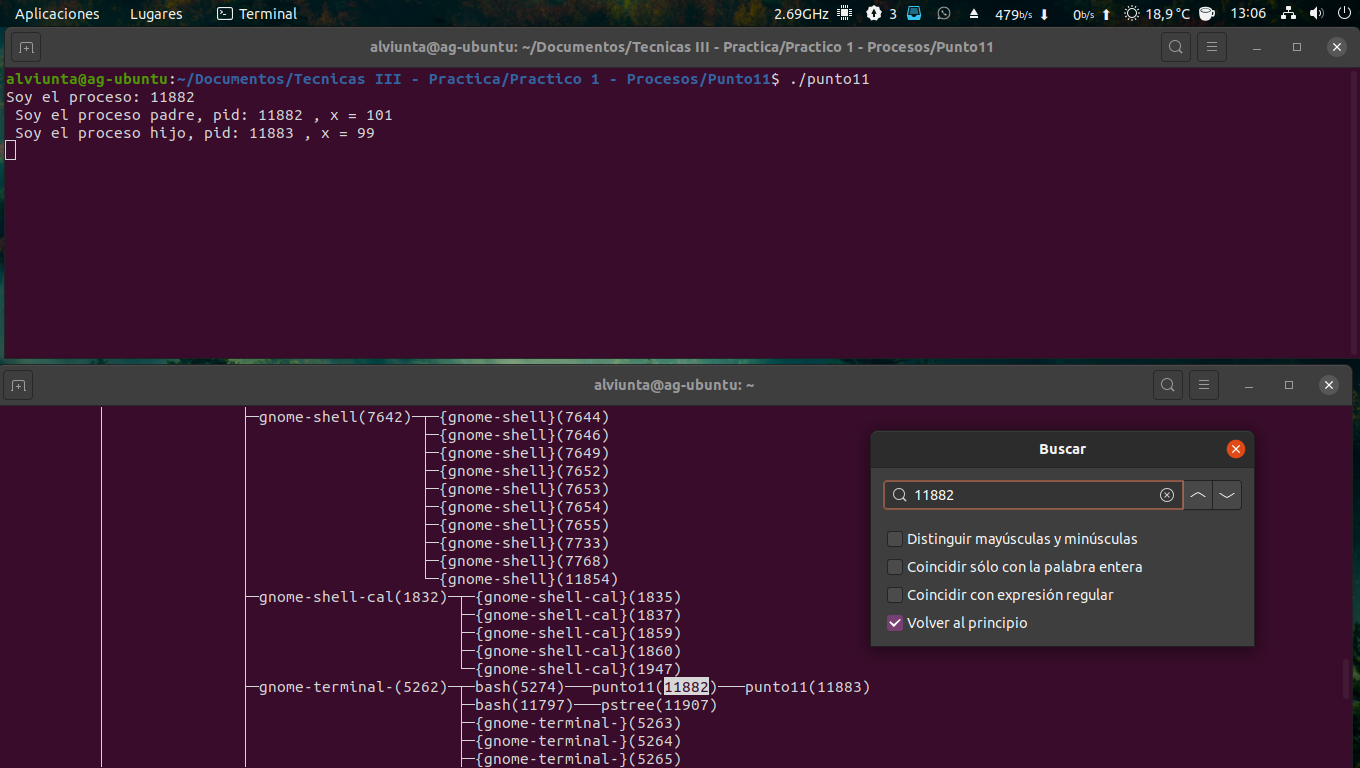 Aplicaciones Lugares Terminal 2.69GHz 3 479b/s 0b/s 18,9 °C 13:06
alviunta@ag-ubuntu: ~/Documentos/Tecnicas III - Practica/Practico 1 - Procesos/Punto11
alviunta@ag-ubuntu:~/Documentos/Tecnicas III - Practica/Practico 1 - Procesos/Punto11$ ./punto11
Soy el proceso: 11882
Soy el proceso padre, pid: 11882 , x = 101
Soy el proceso hijo, pid: 11883 , x = 99
alviunta@ag-ubuntu: ~
gnome-shell(7642) {gnome-shell}(7644)
{gnome-shell}(7646)
{gnome-shell}(7649)
{gnome-shell}(7652)
{gnome-shell}(7653)
{gnome-shell}(7654)
{gnome-shell}(7655)
{gnome-shell}(7733)
{gnome-shell}(7768)
{gnome-shell}(11854)
gnome-shell-cal(1832) {gnome-shell-cal}(1835)
{gnome-shell-cal}(1837)
{gnome-shell-cal}(1859)
{gnome-shell-cal}(1860)
{gnome-shell-cal}(1947)
gnome-terminal-(5262) bash(5274) punto11(11882) punto11(11883)
bash(11797) pstree(11907)
{gnome-terminal-}(5263)
{gnome-terminal-}(5264)
{gnome-terminal-}(5265)
Buscar
11882
Distinguir mayúsculas y minúsculas
Coincidir sólo con la palabra entera
Coincidir con expresión regular
Volver al principio